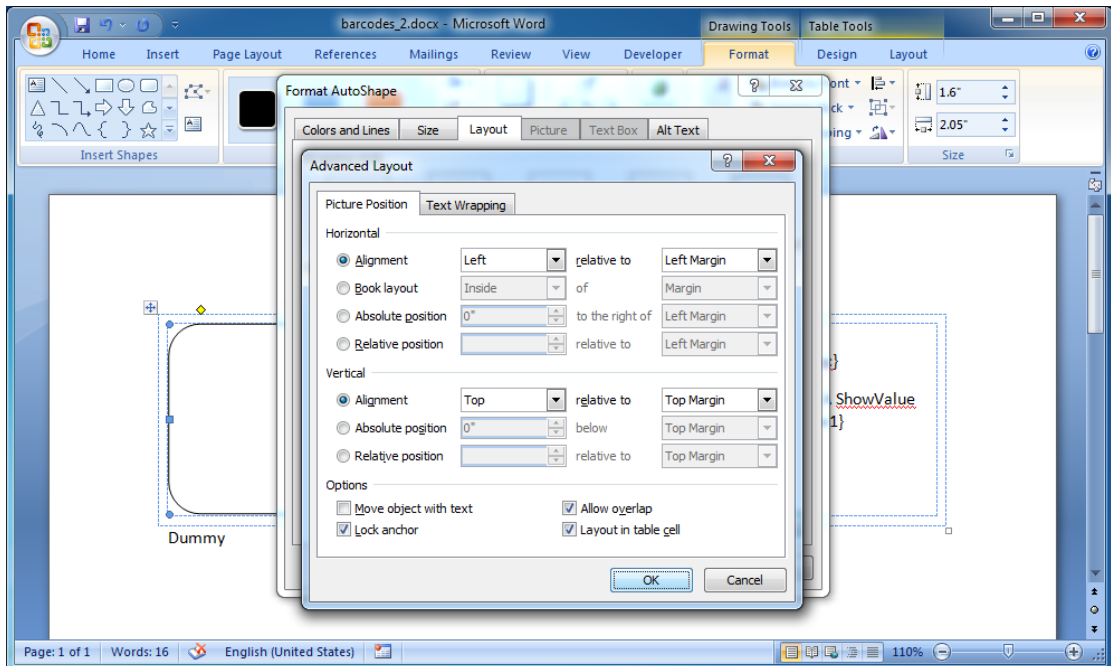 barcodes_2.docx - Microsoft Word Drawing Tools Table Tools
Home Insert Page Layout References Mailings Review View Developer Format Design Layout
Insert Shapes
1.6"
2.05"
Size
Format AutoShape
Colors and Lines Size Layout Picture Text Box Alt Text
Advanced Layout
Picture Position Text Wrapping
Horizontal
Alignment Left relative to Left Margin
Book layout Inside of Margin
Absolute position 0" to the right of Left Margin
Relative position relative to Left Margin
Vertical
Alignment Top relative to Top Margin
Absolute position 0" below Top Margin
Relative position relative to Top Margin
Options
Move object with text Allow overlap
Lock anchor Layout in table cell
OK Cancel
ShowValue
1}
Dummy
Page: 1 of 1 Words: 16 English (United States) 110%